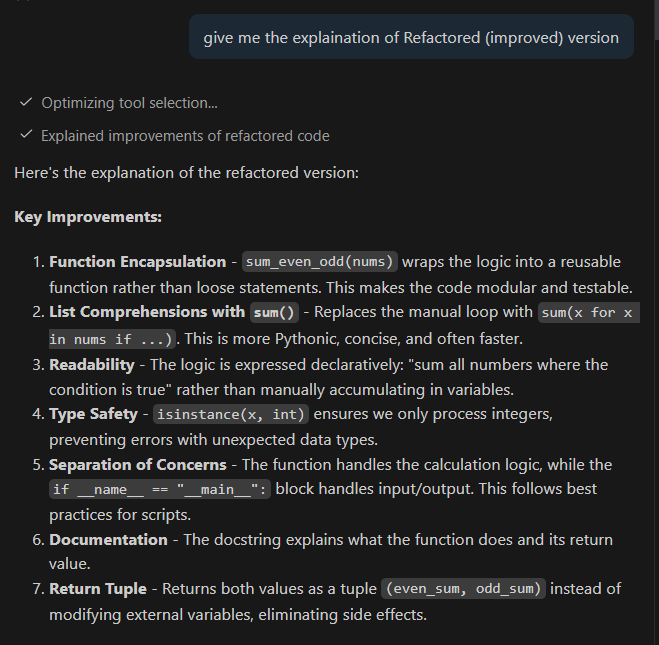 give me the explaination of Refactored (improved) version
Optimizing tool selection...
Explained improvements of refactored code
Here's the explanation of the refactored version:
Key Improvements:
1. Function Encapsulation - sum_even_odd(nums) wraps the logic into a reusable
function rather than loose statements. This makes the code modular and testable.
2. List Comprehensions with sum() - Replaces the manual loop with sum(x for x
in nums if ...). This is more Pythonic, concise, and often faster.
3. Readability - The logic is expressed declaratively: "sum all numbers where the
condition is true" rather than manually accumulating in variables.
4. Type Safety - isinstance(x, int) ensures we only process integers,
preventing errors with unexpected data types.
5. Separation of Concerns - The function handles the calculation logic, while the
if __name__ == "__main__": block handles input/output. This follows best
practices for scripts.
6. Documentation - The docstring explains what the function does and its return
value.
7. Return Tuple - Returns both values as a tuple (even_sum, odd_sum) instead of
modifying external variables, eliminating side effects.